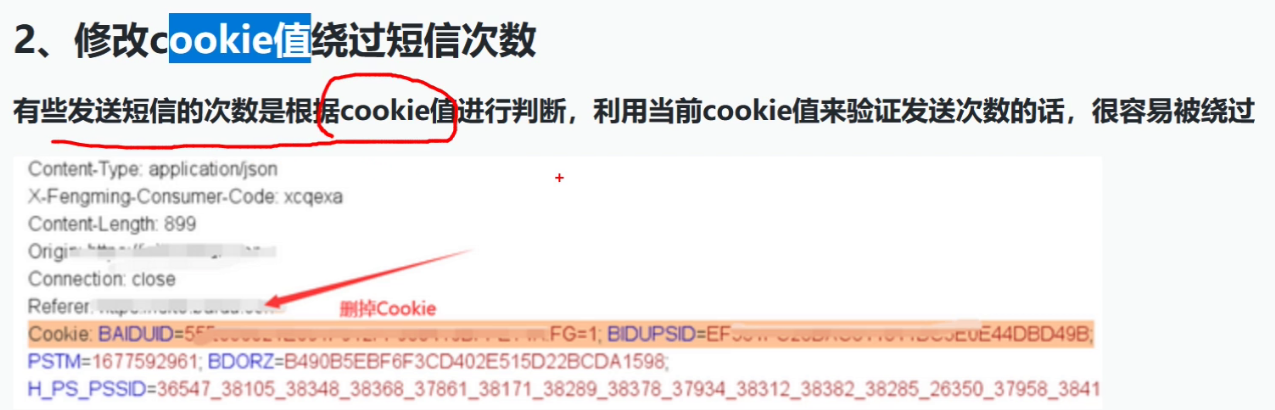 2、修改cookie值绕过短信次数
有些发送短信的次数是根据cookie值进行判断，利用当前cookie值来验证发送次数的话，很容易被绕过
Content-Type: application/json
X-Fengming-Consumer-Code: xcqexa
Content-Length: 899
Origin:
Connection: close
Referer:
删掉Cookie
Cookie: BAIDUID=55 FG=1; BIDUPSID=EF 5E0E44DBD49B;
PSTM=1677592961; BDORZ=B490B5EBF6F3CD402E515D22BCDA1598;
H_PS_PSSID=36547_38105_38348_38368_37861_38171_38289_38378_37934_38312_38382_38285_26350_37958_3841